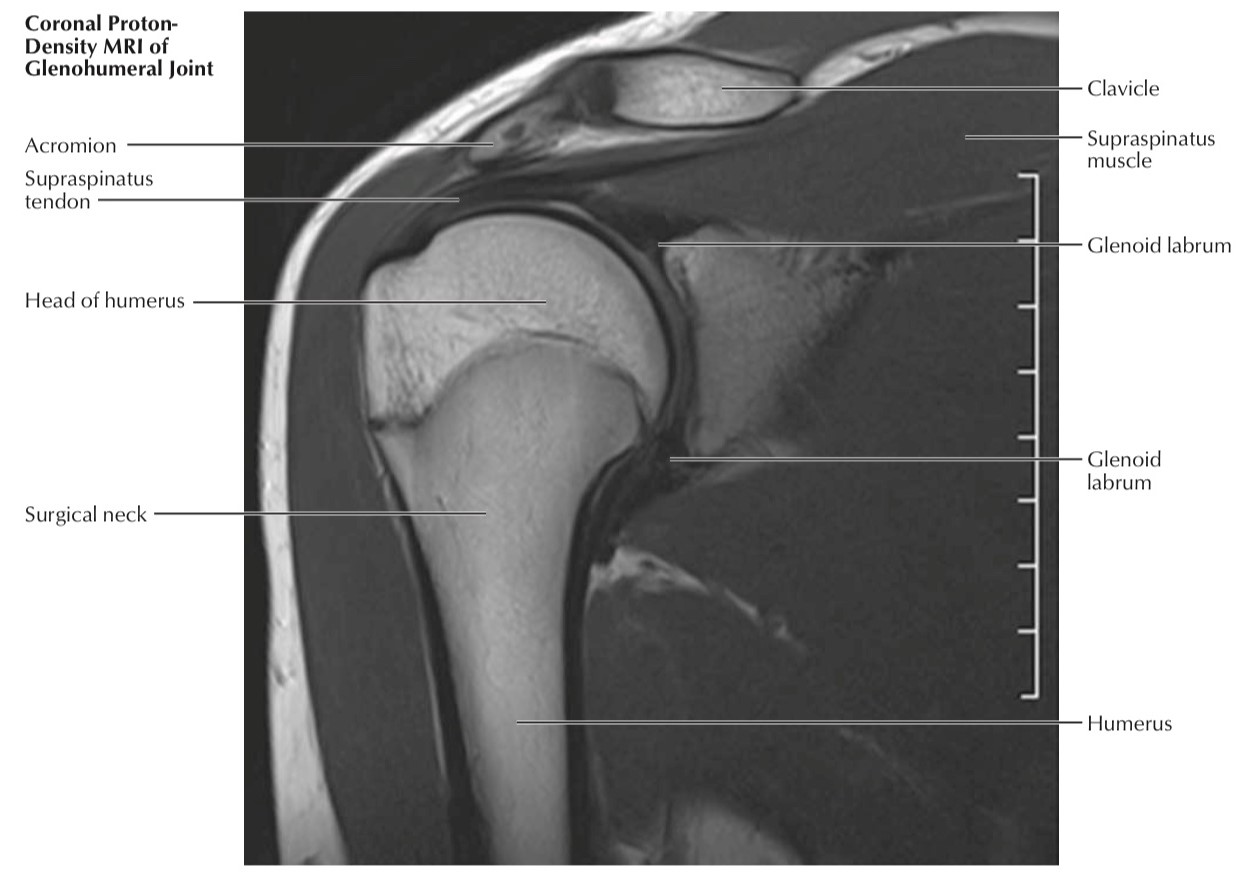 Coronal Proton-
Density MRI of
Glenohumeral Joint
Acromion
Supraspinatus
tendon
Head of humerus
Surgical neck
Clavicle
Supraspinatus
muscle
Glenoid labrum
Glenoid
labrum
Humerus